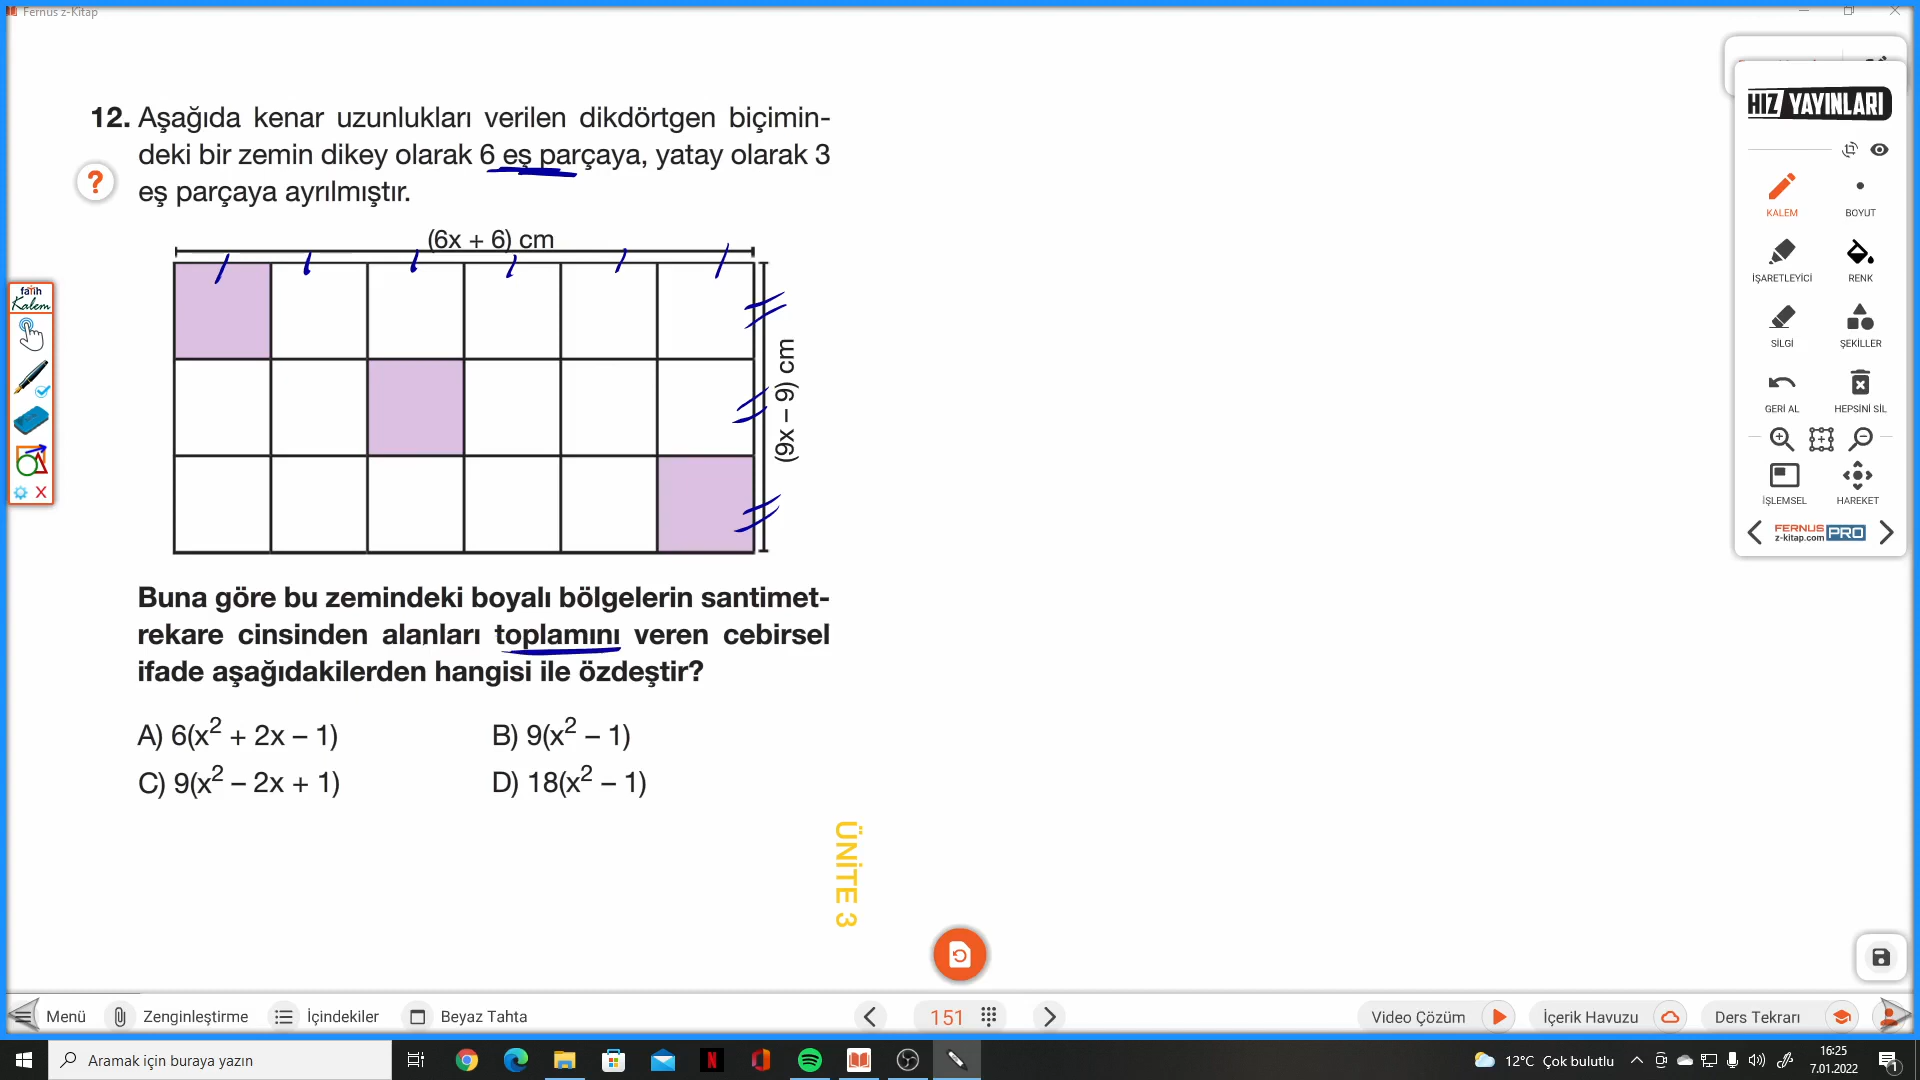 Fernus z-Kitap
12. Aşağıda kenar uzunlukları verilen dikdörtgen biçimin-
deki bir zemin dikey olarak 6 eş parçaya, yatay olarak 3
eş parçaya ayrılmıştır.
?
(6x + 6) cm
(9x – 9) cm
Buna göre bu zemindeki boyalı bölgelerin santimet-
rekare cinsinden alanları toplamını veren cebirsel
ifade aşağıdakilerden hangisi ile özdeştir?
A) 6(x² + 2x – 1)
B) 9(x² – 1)
C) 9(x² – 2x + 1)
D) 18(x² – 1)
ÜNİTE 3
fatih
Kalem
HIZ YAYINLARI
KALEM
BOYUT
İŞARETLEYİCİ
RENK
SİLGİ
ŞEKİLLER
GERİ AL
HEPSİNİ SİL
İŞLEMSEL
HAREKET
FERNUS
z-kitap.com PRO
Menü
Zenginleştirme
İçindekiler
Beyaz Tahta
151
Video Çözüm
İçerik Havuzu
Ders Tekrarı
Aramak için buraya yazın
N
12°C Çok bulutlu
16:25
7.01.2022
1